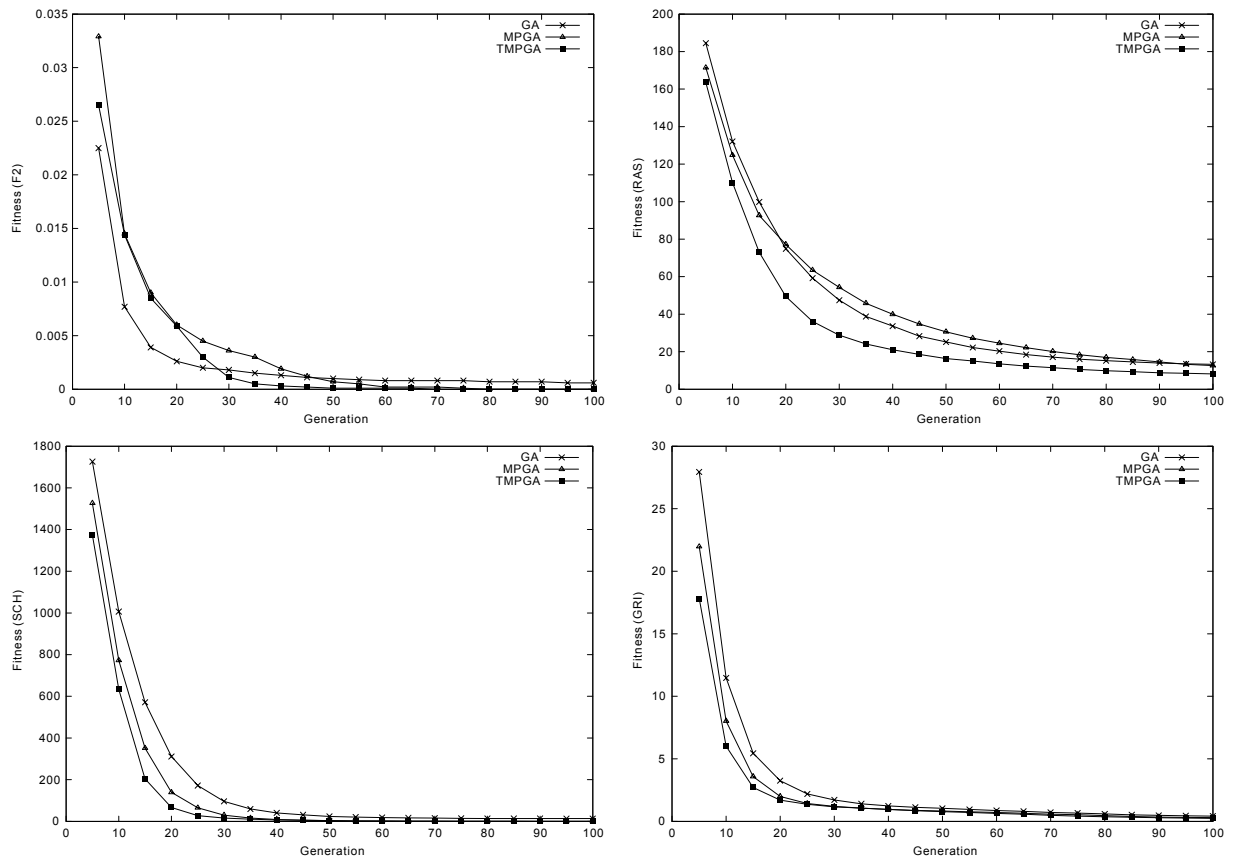 0.035
0.03
0.025
0.02
0.015
0.01
0.005
0
Fitness (F2)
GA
MPGA
TMPGA
0 10 20 30 40 50 60 70 80 90 100
Generation
200
180
160
140
120
100
80
60
40
20
0
Fitness (RAS)
GA
MPGA
TMPGA
0 10 20 30 40 50 60 70 80 90 100
Generation
1800
1600
1400
1200
1000
800
600
400
200
0
Fitness (SCH)
GA
MPGA
TMPGA
0 10 20 30 40 50 60 70 80 90 100
Generation
30
25
20
15
10
5
0
Fitness (GRI)
GA
MPGA
TMPGA
0 10 20 30 40 50 60 70 80 90 100
Generation